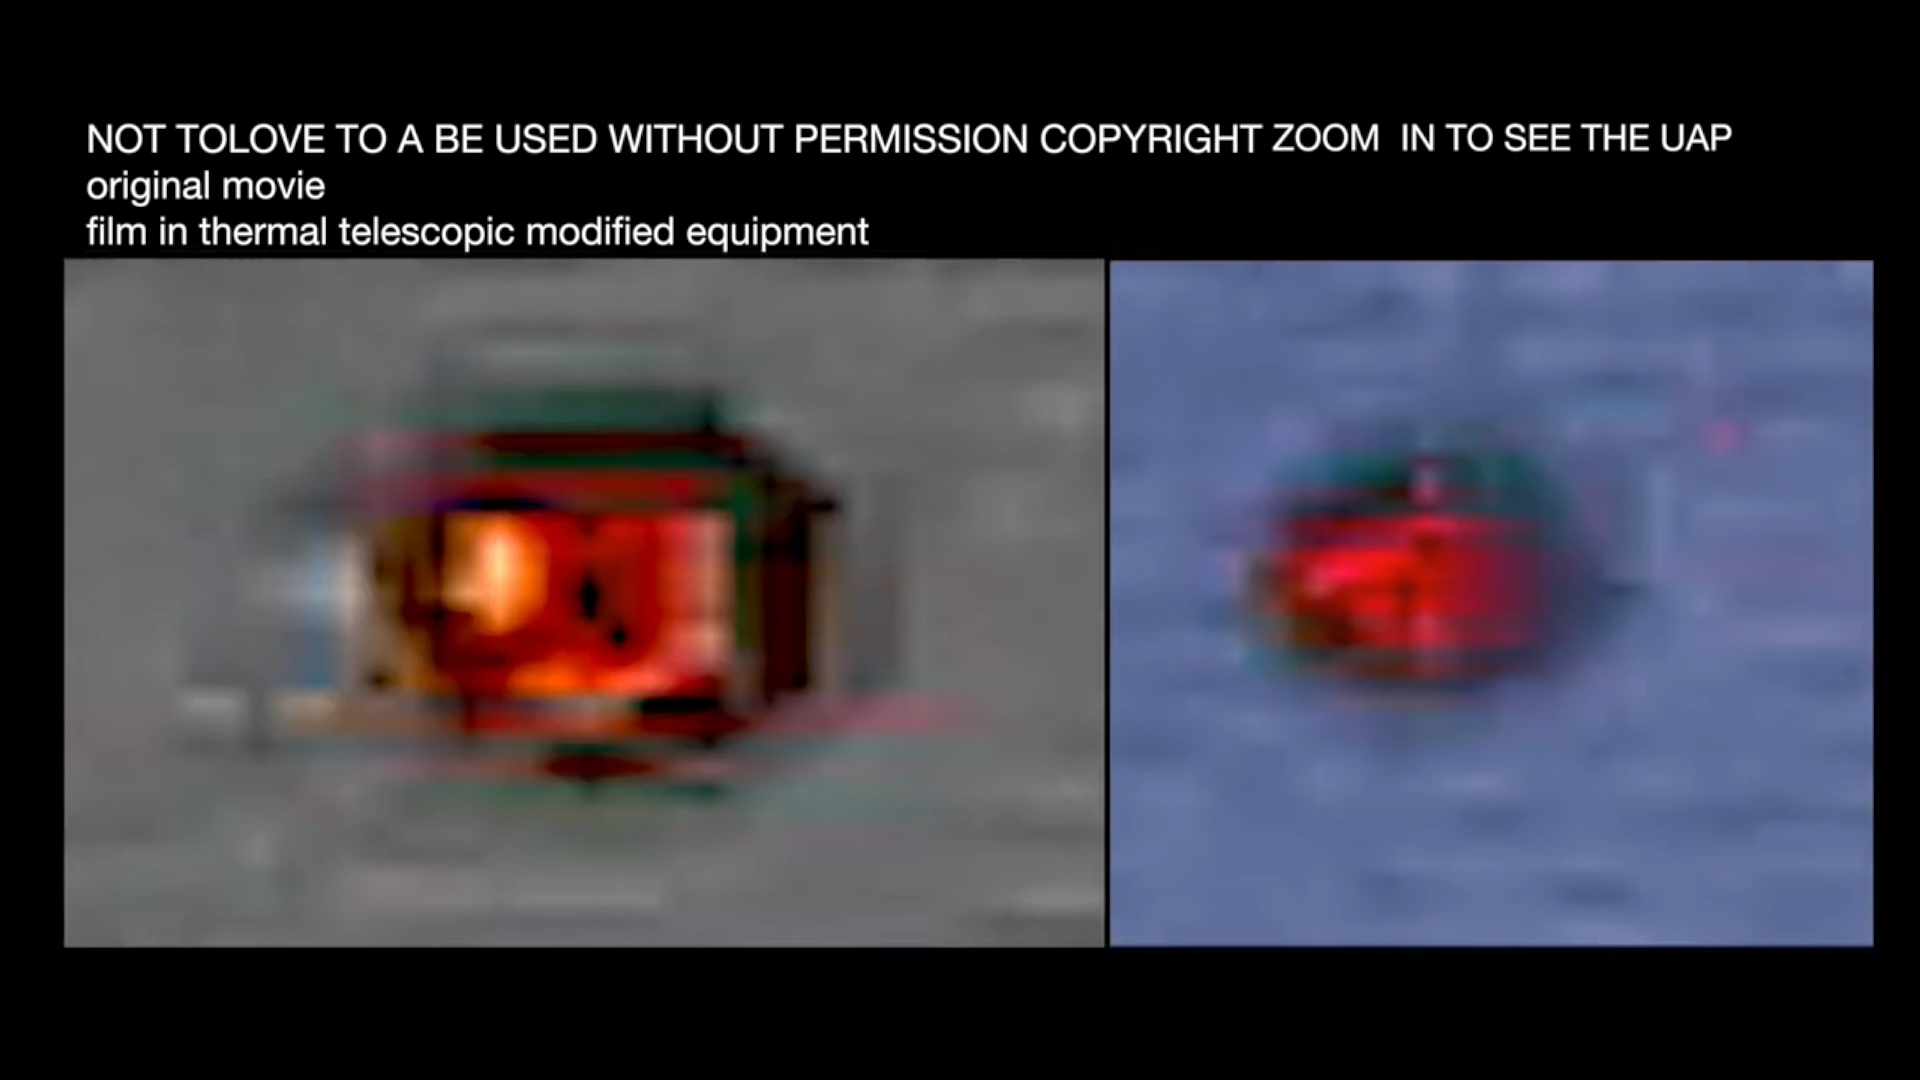 NOT TOLOVE TO A BE USED WITHOUT PERMISSION COPYRIGHT ZOOM IN TO SEE THE UAP
original movie
film in thermal telescopic modified equipment